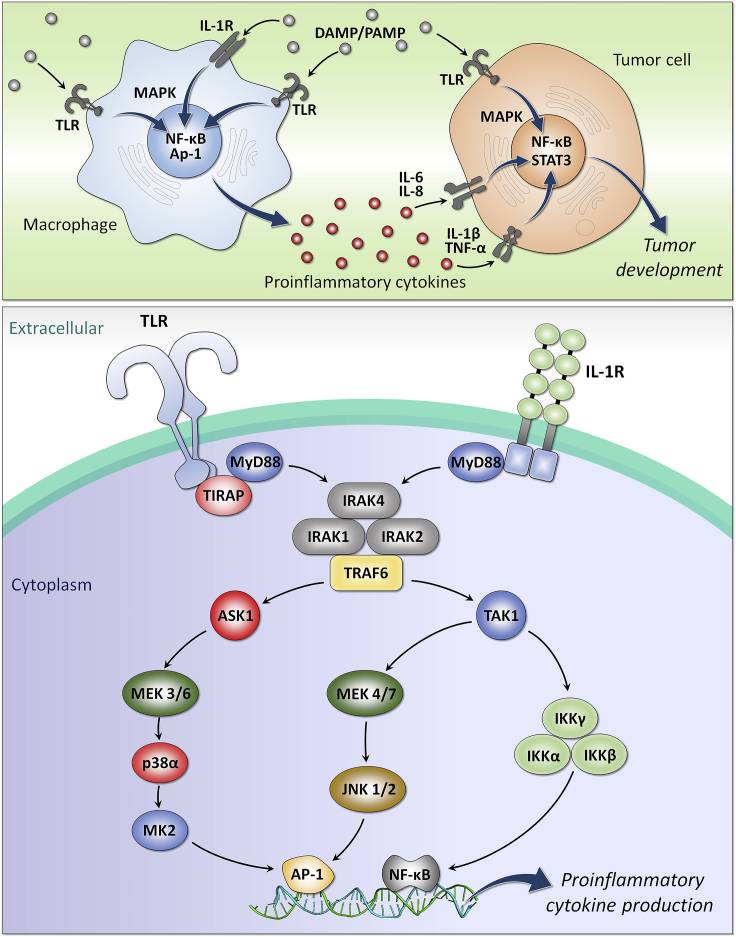 IL-1R
DAMP/PAMP
Tumor cell
TLR
MAPK
TLR
TLR
MAPK
NF-κB
Ap-1
NF-κB
STAT3
IL-6
IL-8
Macrophage
IL-1β
TNF-α
Tumor
development
Proinflammatory cytokines
Extracellular
TLR
IL-1R
MyD88
MyD88
TIRAP
IRAK4
IRAK1
IRAK2
TRAF6
Cytoplasm
ASK1
TAK1
MEK 3/6
MEK 4/7
IKKγ
IKKα
IKKβ
p38α
JNK 1/2
MK2
AP-1
NF-κB
Proinflammatory
cytokine production